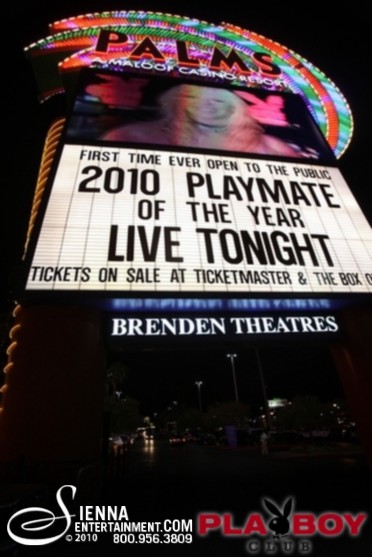 PALMS
A MALOOF CASINO RESORT
FIRST TIME EVER OPEN TO THE PUBLIC
2010 PLAYMATE
OF THE YEAR
LIVE TONIGHT
TICKETS ON SALE AT TICKETMASTER & THE BOX
BRENDEN THEATRES
SIENNA
ENTERTAINMENT.COM
© 2010 800.956.3809
PLAYBOY
CLUB